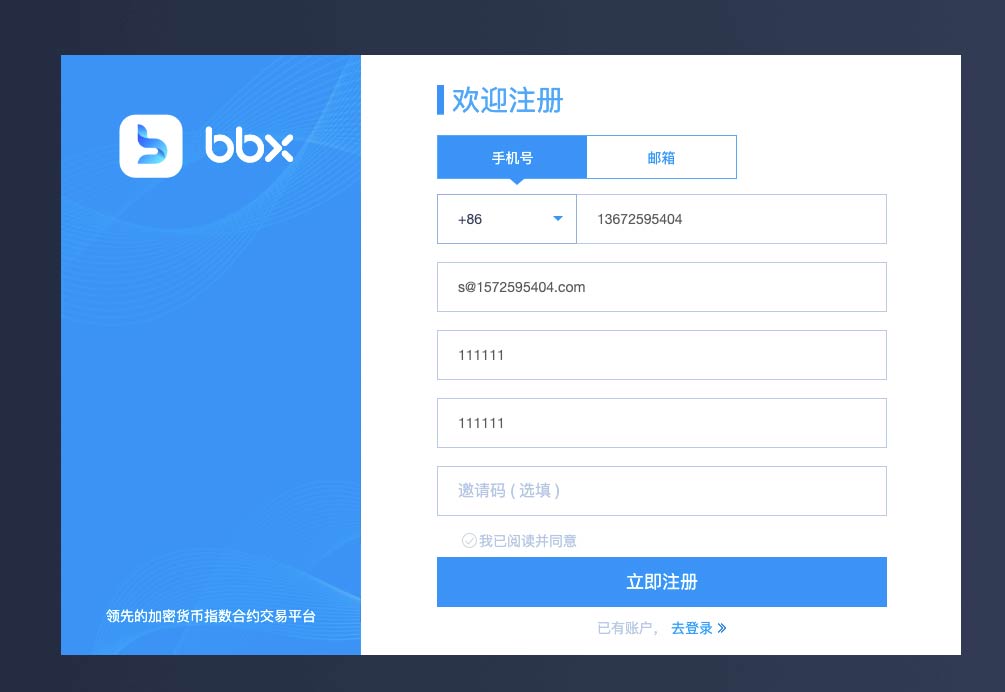 bbx
领先的加密货币指数合约交易平台
欢迎注册
手机号 邮箱
+86 13672595404
s@1572595404.com
111111
111111
邀请码 ( 选填 )
我已阅读并同意
立即注册
已有账户， 去登录 »